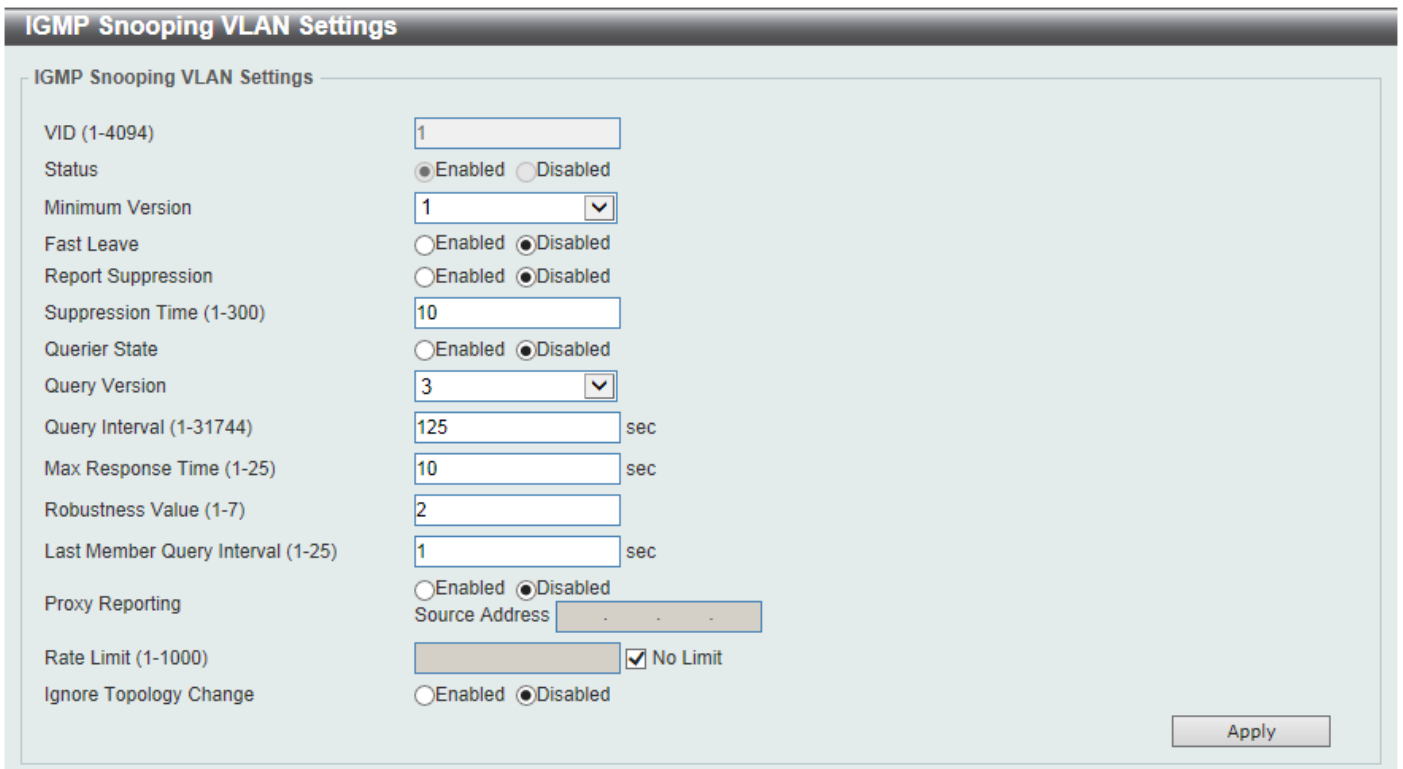 IGMP Snooping VLAN Settings
IGMP Snooping VLAN Settings
VID (1-4094) 1
Status Enabled Disabled
Minimum Version 1
Fast Leave Enabled Disabled
Report Suppression Enabled Disabled
Suppression Time (1-300) 10
Querier State Enabled Disabled
Query Version 3
Query Interval (1-31744) 125 sec
Max Response Time (1-25) 10 sec
Robustness Value (1-7) 2
Last Member Query Interval (1-25) 1 sec
Proxy Reporting Enabled Disabled
Source Address . . .
Rate Limit (1-1000) No Limit
Ignore Topology Change Enabled Disabled
Apply